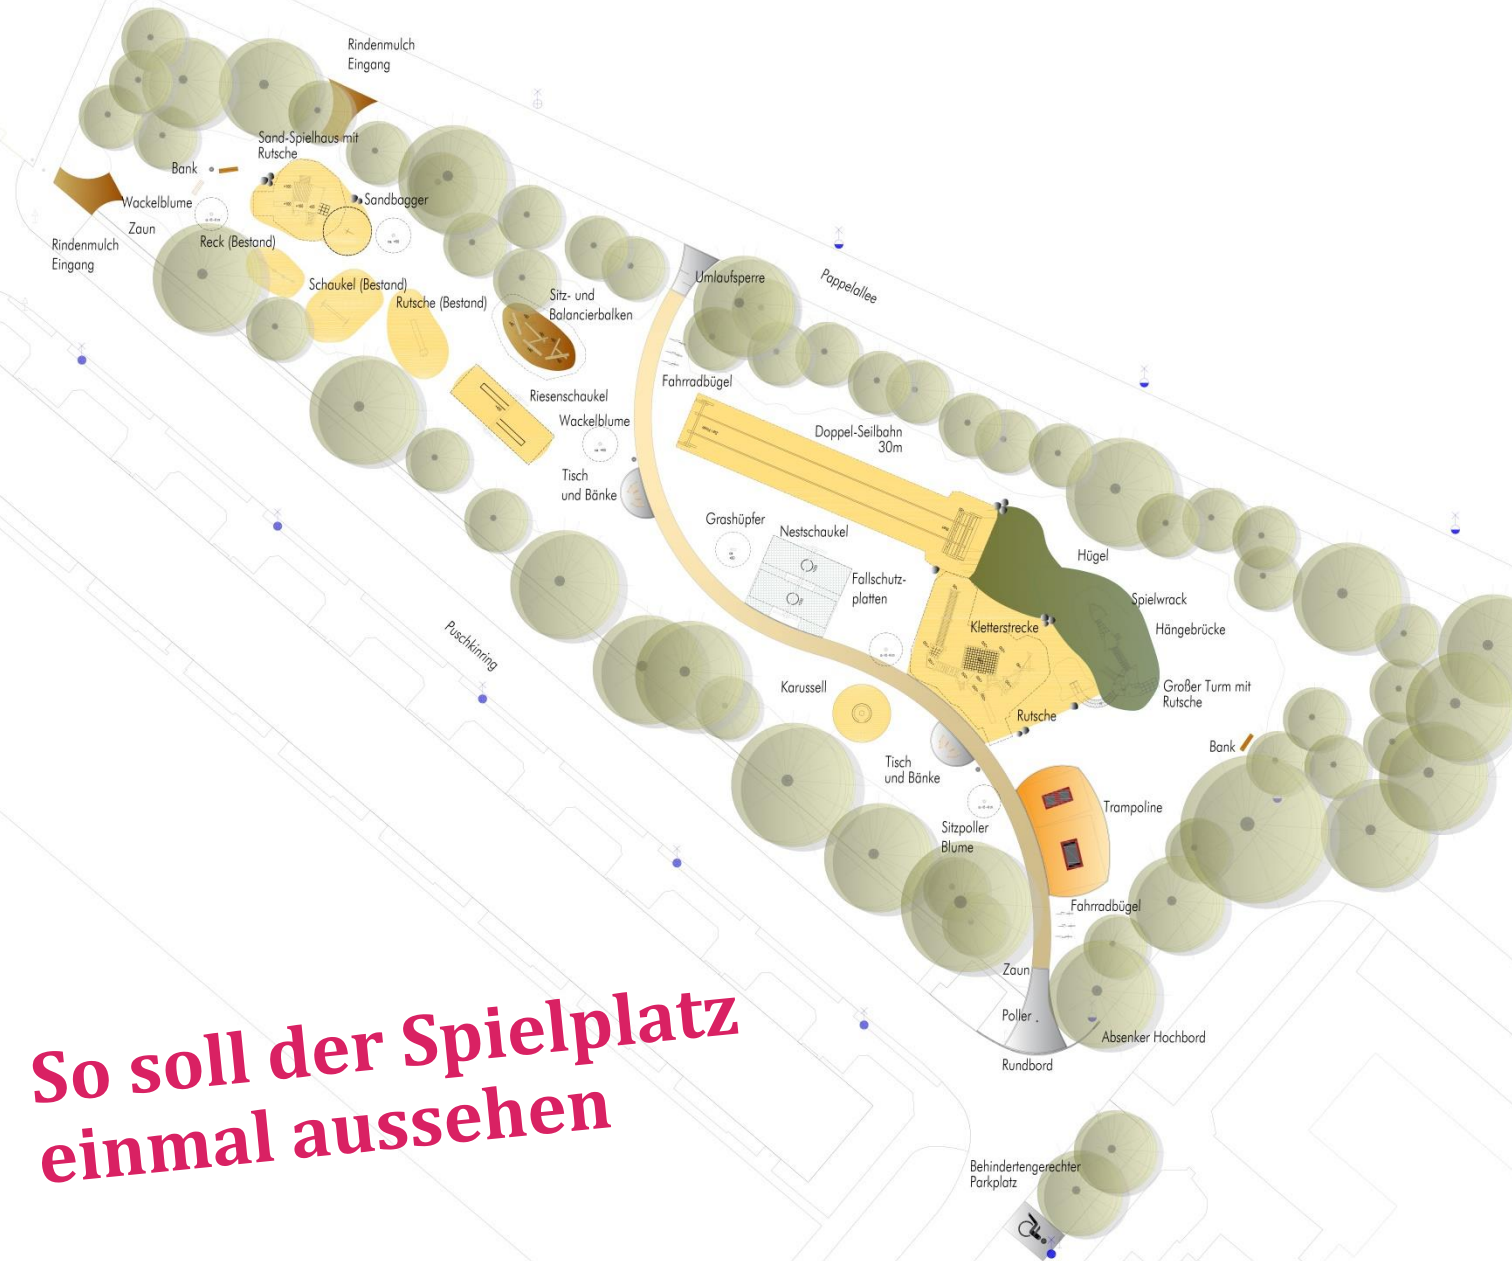 Rindenmulch
Eingang
Sand-Spielhaus mit
Rutsche
Bank
Wackelblume
Sandbagger
Zaun
Rindenmulch
Eingang
Reck (Bestand)
Schaukel (Bestand)
Rutsche (Bestand)
Sitz- und
Balancierbalken
Umlaufsperre
Pappelallee
Fahrradbügel
Riesenschaukel
Wackelblume
Doppel-Seilbahn
30m
Tisch
und Bänke
Grashüpfer
Nestschaukel
Fallschutz-
platten
Hügel
Spielwrack
Hängebrücke
Kletterstrecke
Puschkinring
Karussell
Großer Turm mit
Rutsche
Rutsche
Bank
Tisch
und Bänke
Trampoline
Sitzpoller
Blume
Fahrradbügel
Zaun
Poller
Absenker Hochbord
Rundbord
So soll der Spielplatz
einmal aussehen
Behindertengerechter
Parkplatz